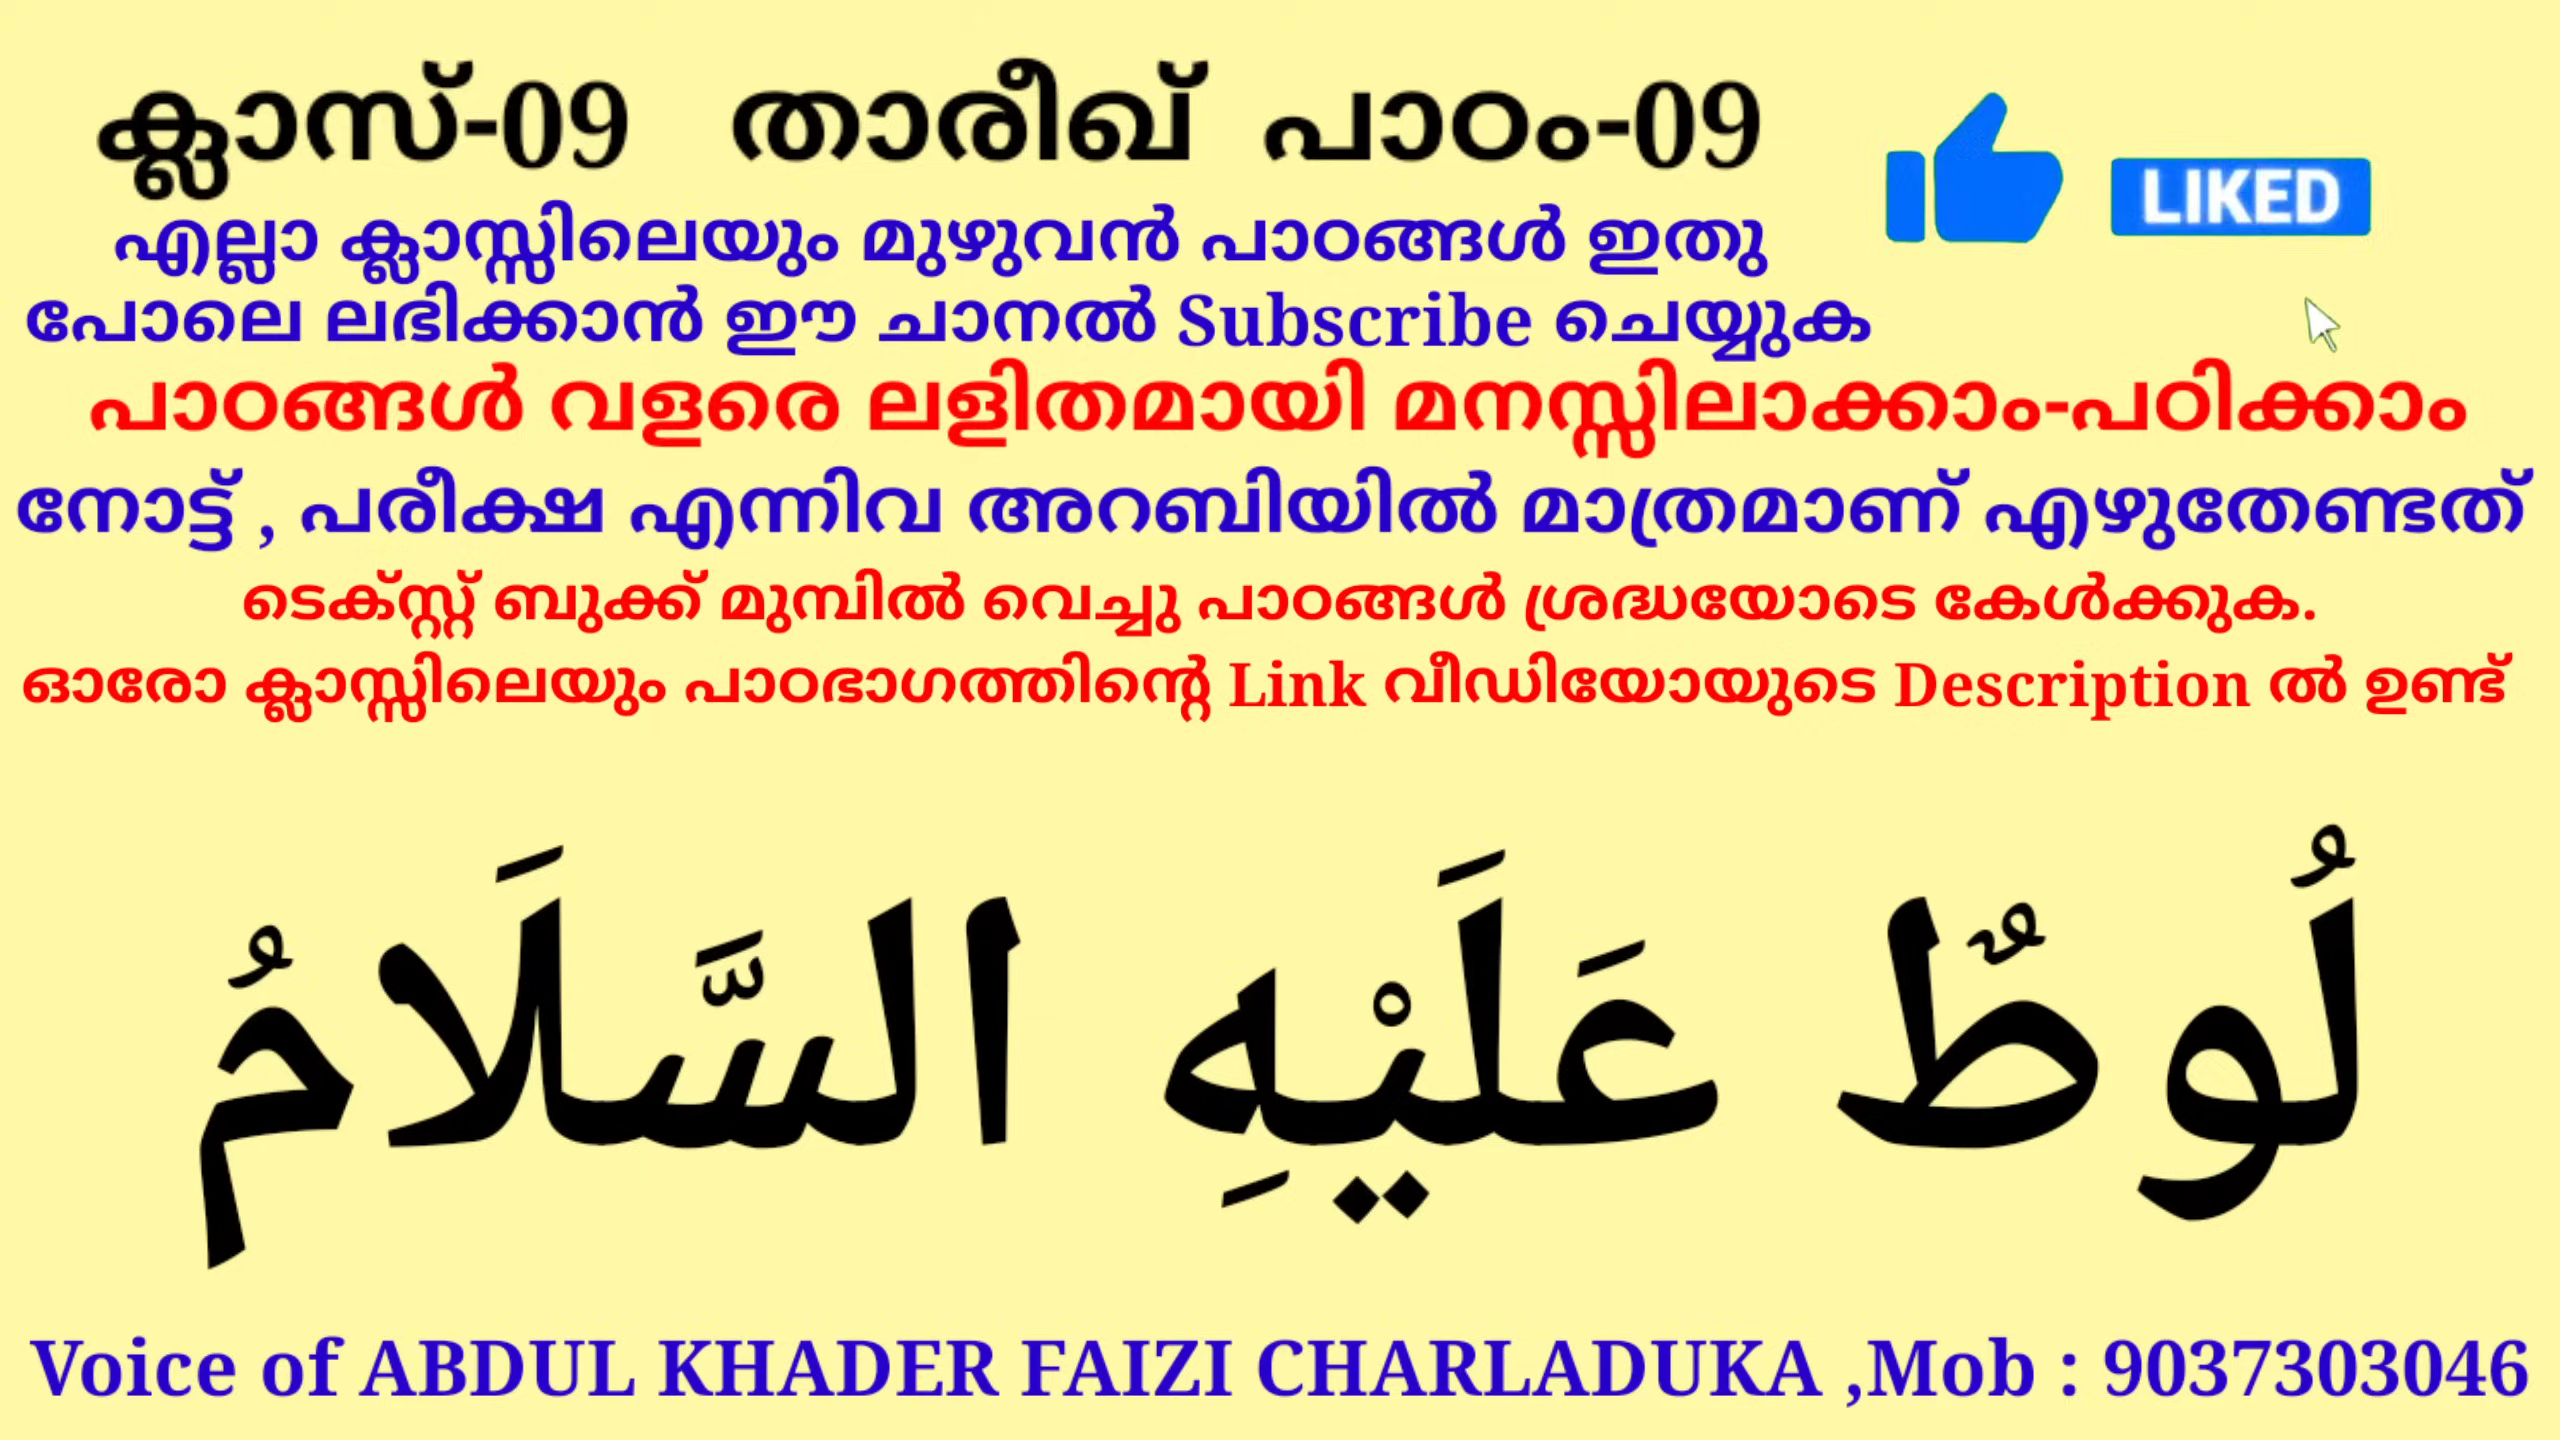 ക്ലാസ്-09 താരീഖ് പാഠം-09
LIKED
എല്ലാ ക്ലാസ്സിലെയും മുഴുവൻ പാഠങ്ങൾ ഇതു
പോലെ ലഭിക്കാൻ ഈ ചാനൽ Subscribe ചെയ്യുക
പാഠങ്ങൾ വളരെ ലളിതമായി മനസ്സിലാക്കാം-പഠിക്കാം
നോട്ട് , പരീക്ഷ എന്നിവ അറബിയിൽ മാത്രമാണ് എഴുതേണ്ടത്
ടെക്സ്റ്റ് ബുക്ക് മുമ്പിൽ വെച്ചു പാഠങ്ങൾ ശ്രദ്ധയോടെ കേൾക്കുക.
ഓരോ ക്ലാസ്സിലെയും പാഠഭാഗത്തിന്റെ Link വീഡിയോയുടെ Description ൽ ഉണ്ട്
لُوطٌ عَلَيْهِ السَّلَامُ
Voice of ABDUL KHADER FAIZI CHARLADUKA ,Mob : 9037303046